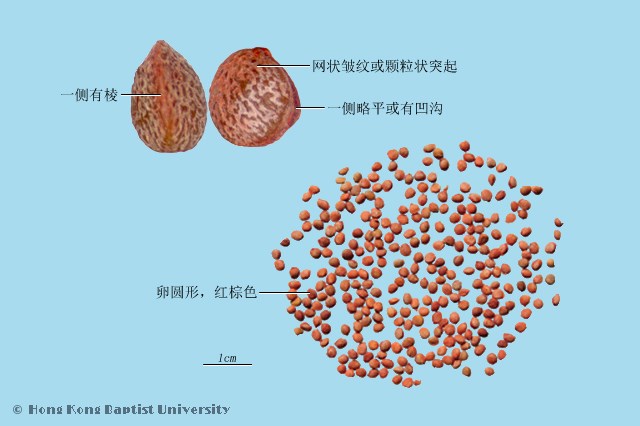 网状皱纹或颗粒状突起
一侧有棱
一侧略平或有凹沟
卵圆形，红棕色
1cm
© Hong Kong Baptist University